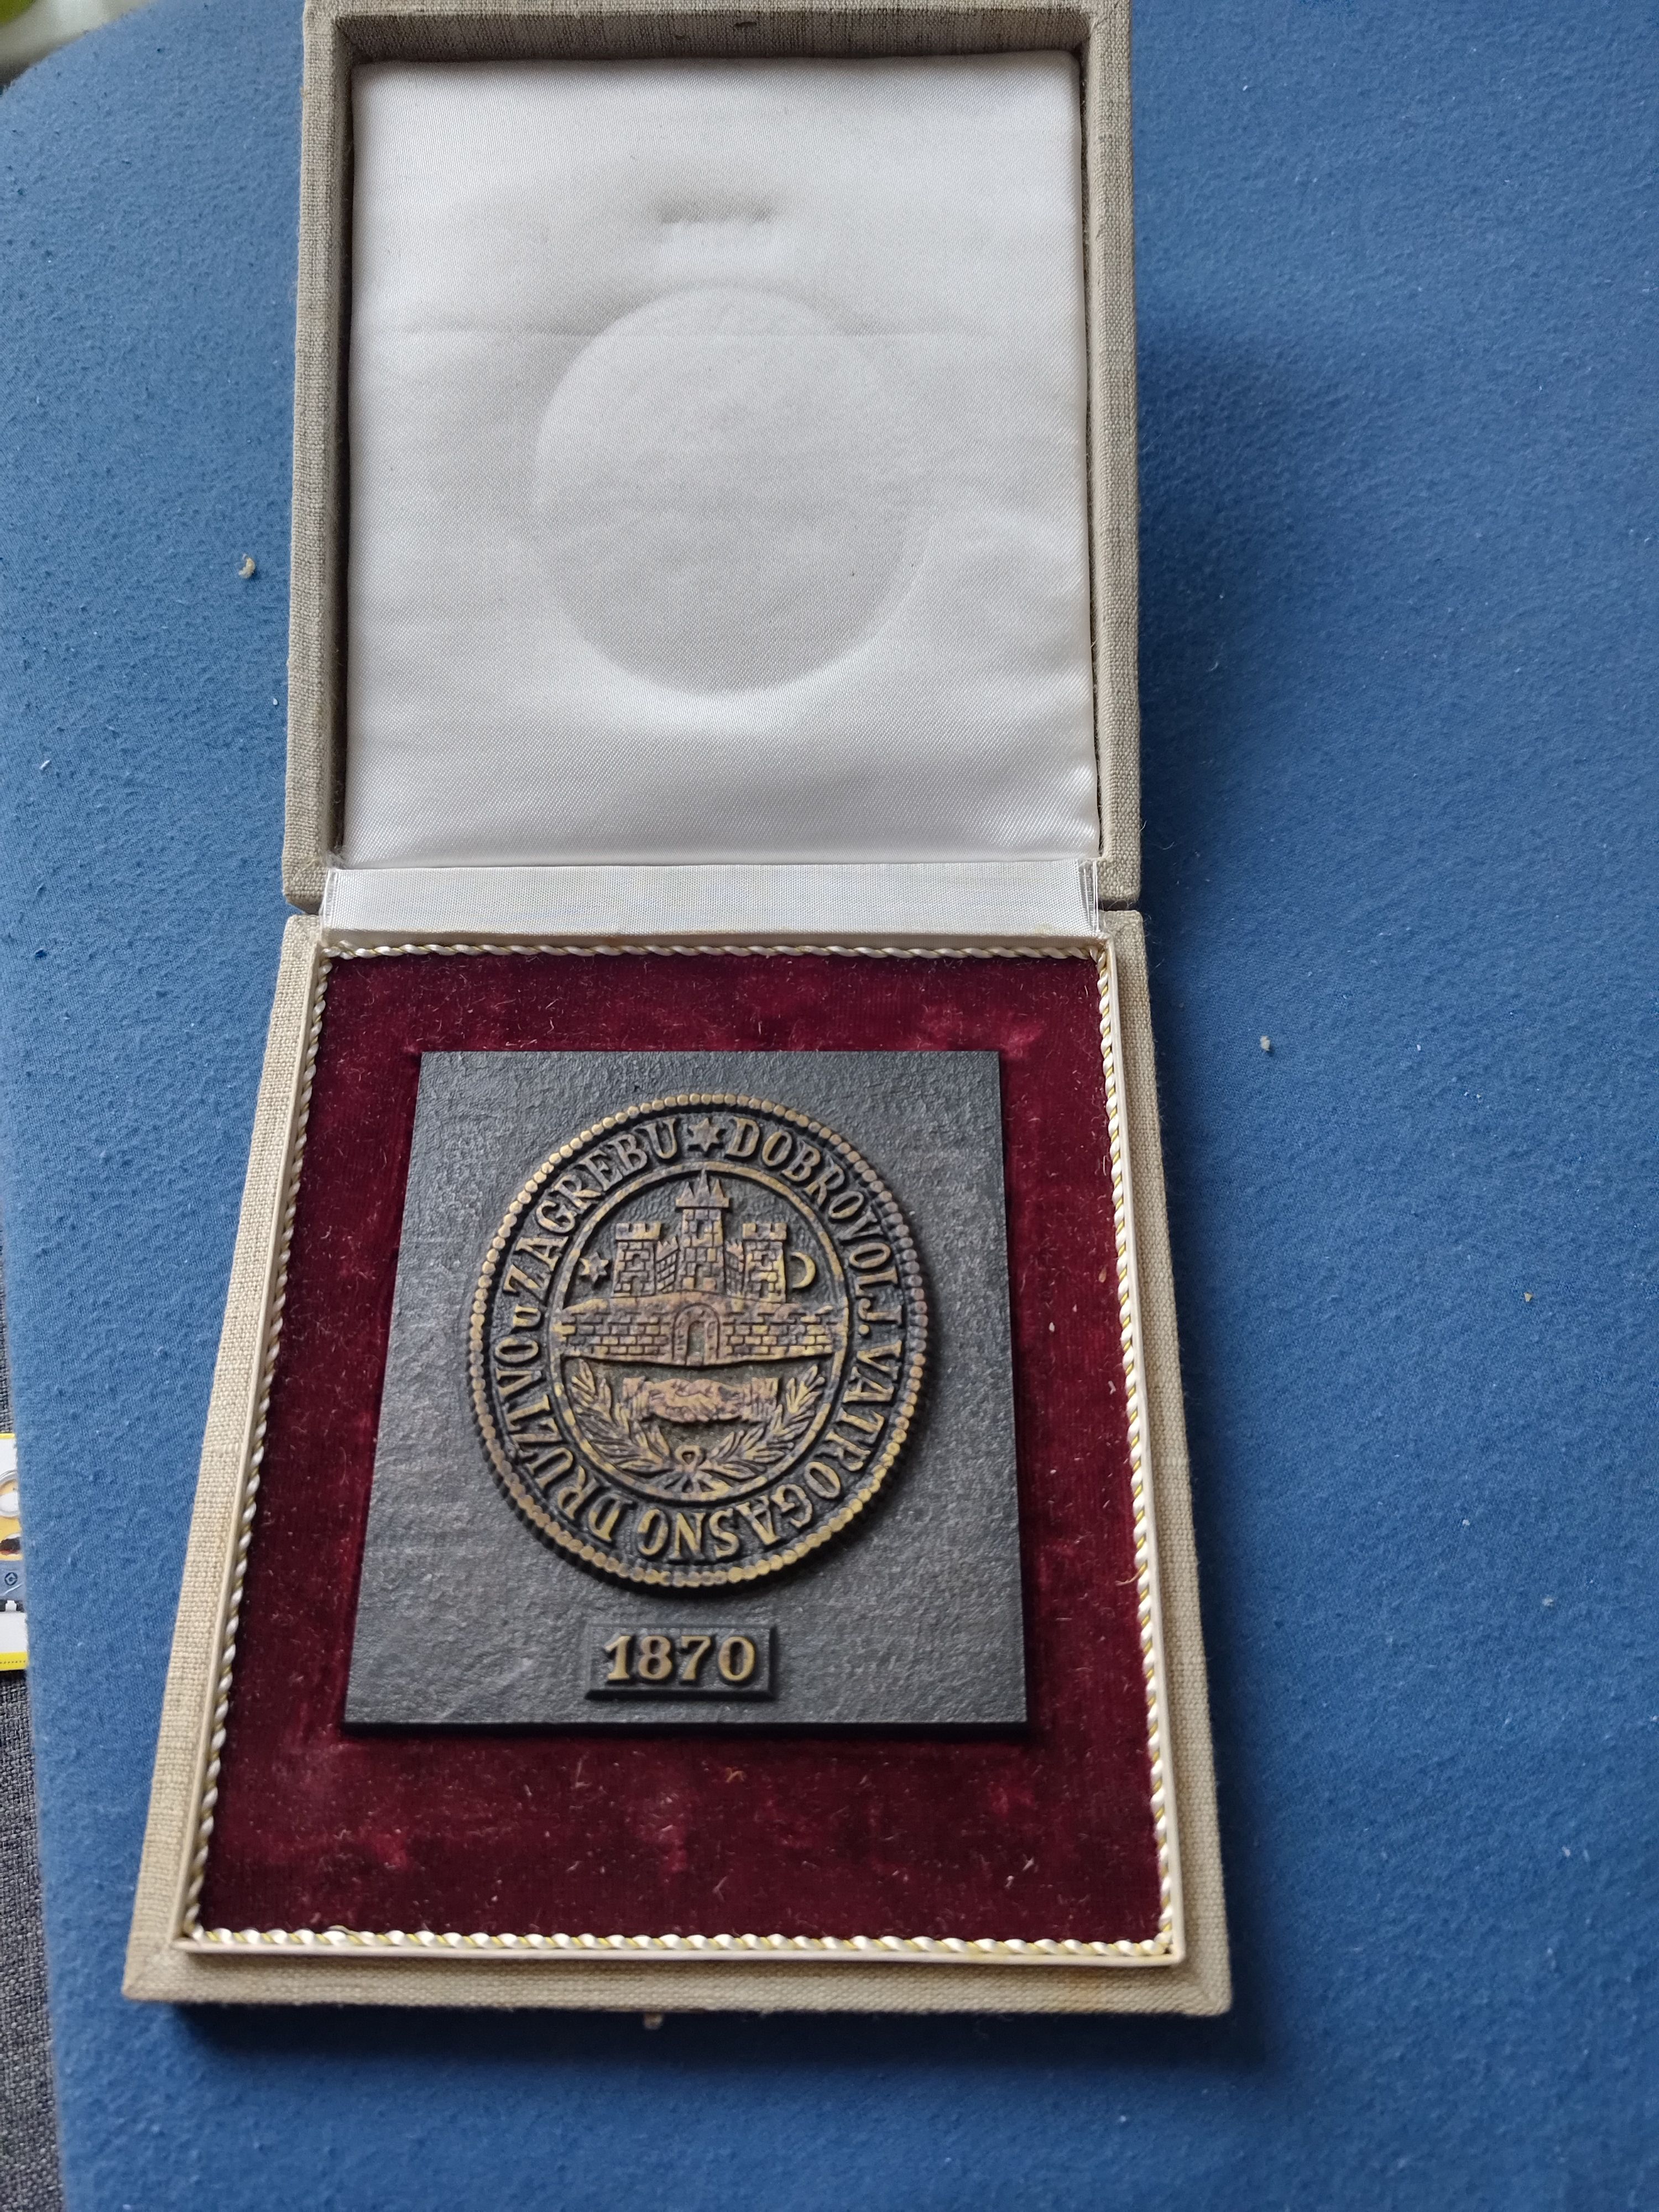 DOBROVOLJ. VATROGASNO DRUŽTVO u ZAGREBU
1870